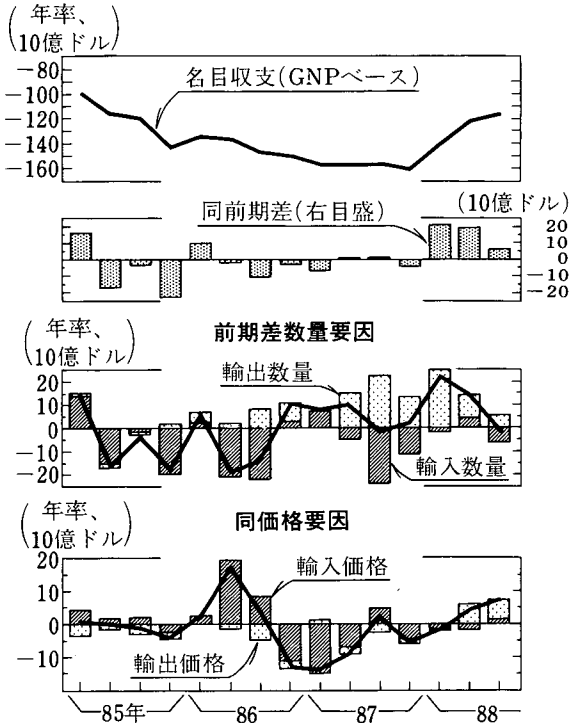 年率、
10億ドル
-80
-100
-120
-140
-160
名目収支(GNPベース)
(10億ドル)
同前期差(右目盛)
20
10
0
-10
-20
年率、
10億ドル
前期差数量要因
20
10
0
-10
-20
輸出数量
輸入数量
年率、
10億ドル
同価格要因
20
10
0
-10
輸入価格
輸出価格
85年
86
87
88